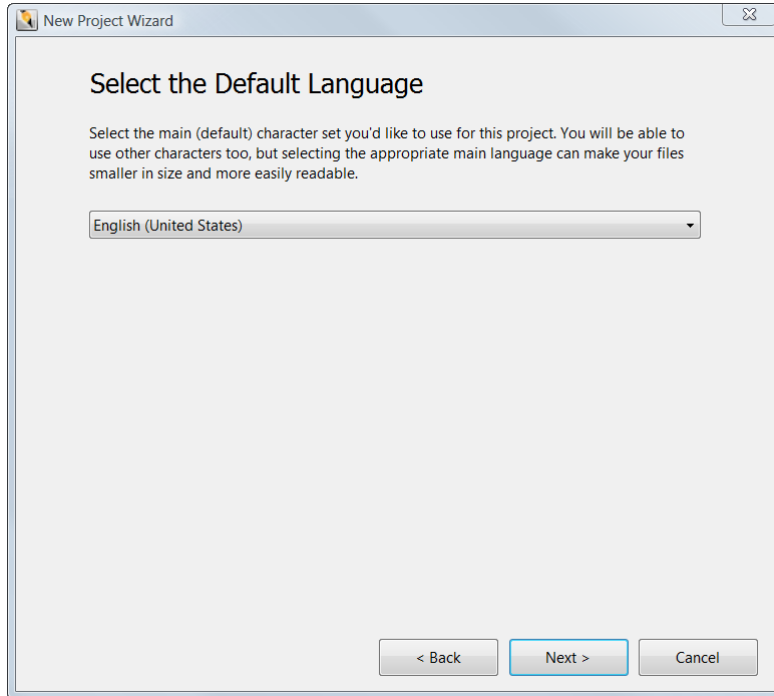 New Project Wizard
Select the Default Language
Select the main (default) character set you'd like to use for this project. You will be able to
use other characters too, but selecting the appropriate main language can make your files
smaller in size and more easily readable.
English (United States)
< Back
Next >
Cancel